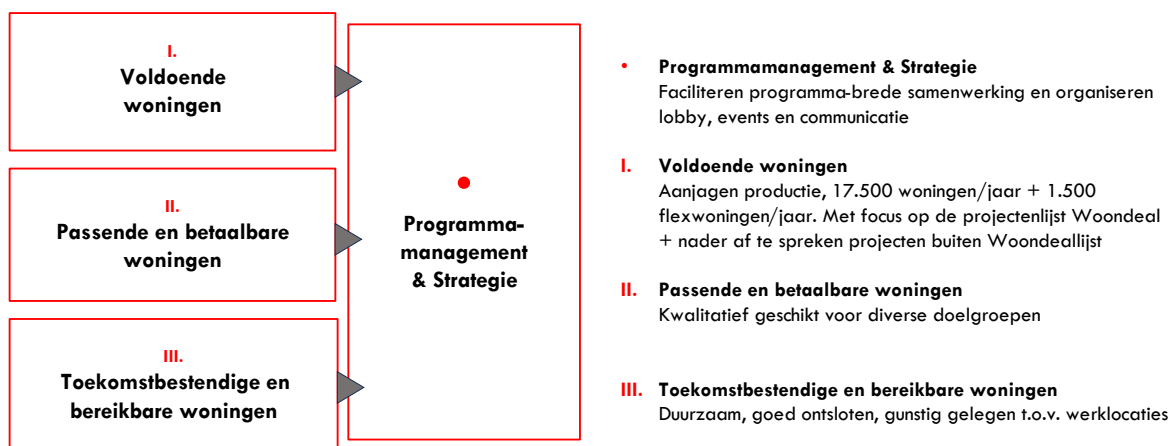 I.
Voldoende
woningen
II.
Passende en betaalbare
woningen
III.
Toekomstbestendige en
bereikbare woningen
Programma-
management
& Strategie
• Programmamanagement & Strategie
Faciliteren programma-brede samenwerking en organiseren
lobby, events en communicatie
I. Voldoende woningen
Aanjagen productie, 17.500 woningen/jaar + 1.500
flexwoningen/jaar. Met focus op de projectenlijst Woondeal
+ nader af te spreken projecten buiten Woondeallijst
II. Passende en betaalbare woningen
Kwalitatief geschikt voor diverse doelgroepen
III. Toekomstbestendige en bereikbare woningen
Duurzaam, goed ontsloten, gunstig gelegen t.o.v. werklocaties